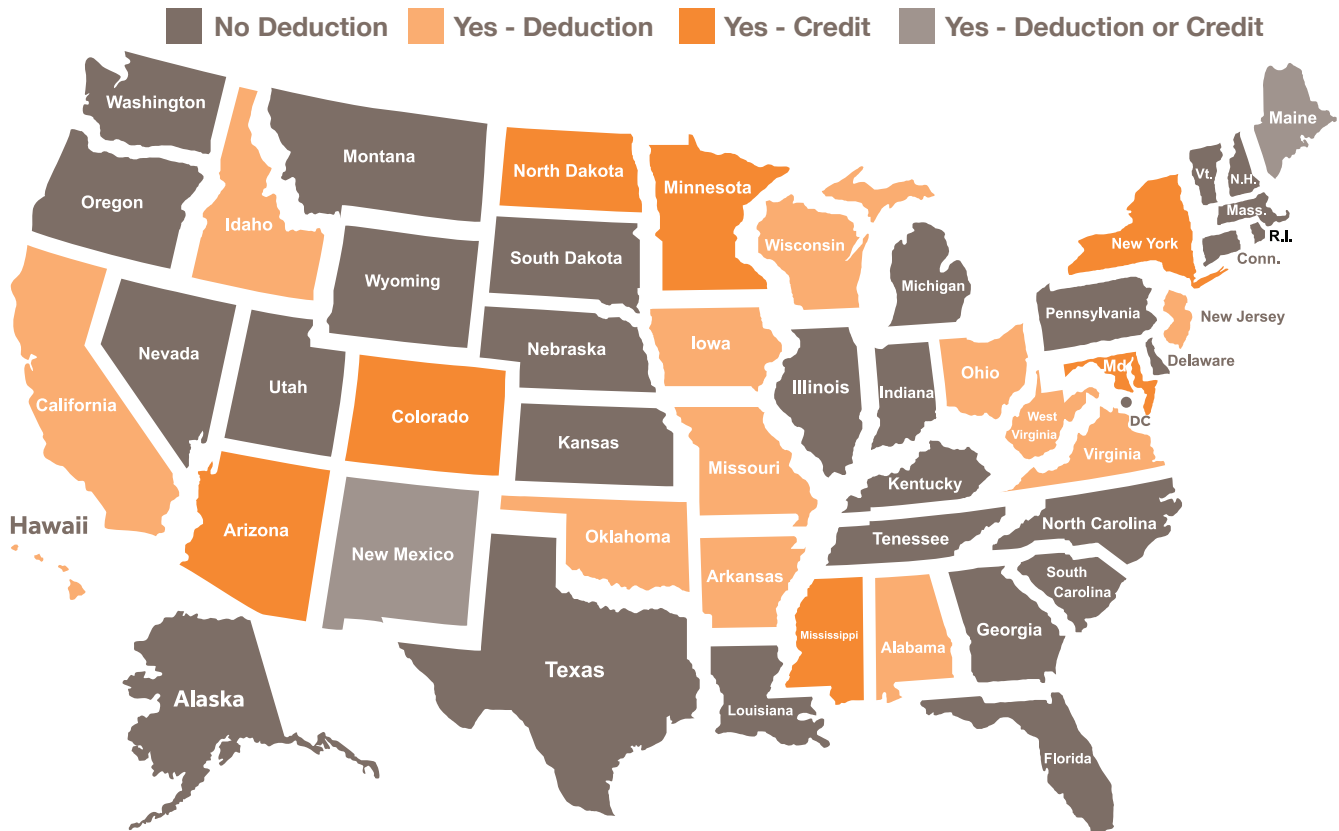 No Deduction
Yes - Deduction
Yes - Credit
Yes - Deduction or Credit
Washington
Maine
Montana
North Dakota
Minnesota
Vt.
N.H.
Oregon
Idaho
Mass.
Wisconsin
New York
R.I.
South Dakota
Conn.
Wyoming
Michigan
Pennsylvania
New Jersey
Nebraska
Iowa
Nevada
Delaware
Md.
Utah
Illinois
Indiana
Ohio
California
Colorado
West
Virginia
DC
Kansas
Missouri
Virginia
Kentucky
Hawaii
Arizona
North Carolina
Oklahoma
Tenessee
New Mexico
Arkansas
South
Carolina
Georgia
Mississippi
Alabama
Texas
Alaska
Louisiana
Florida